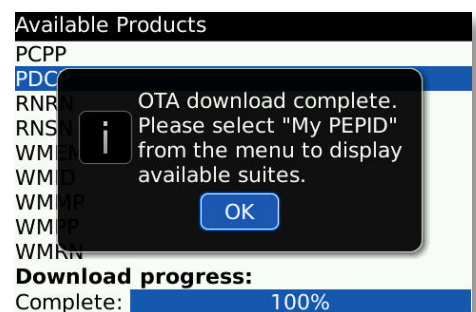 Available Products
PCPP
PDC
RNRN
OTA download complete.
RNSN
Please select "My PEPID"
from the menu to display
available suites.
WMID
WMMP
OK
WMPP
WMRN
Download progress:
Complete: 100%